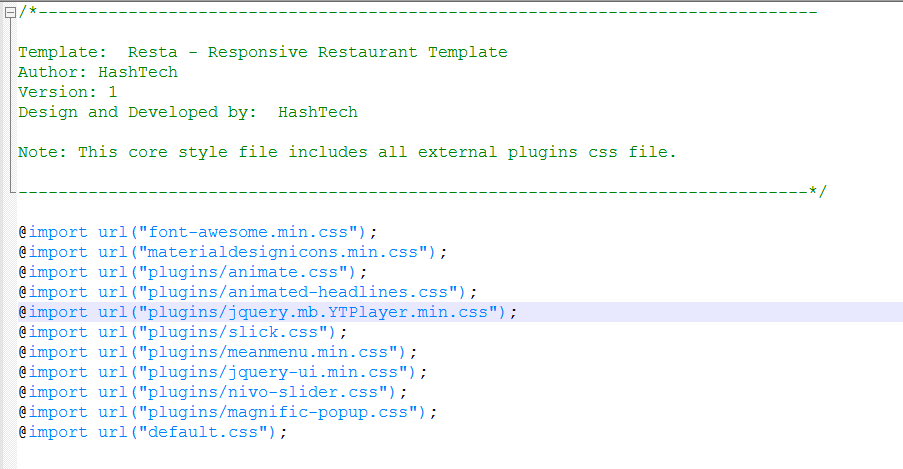 /*------------------------------------------------------------------------------
Template:  Resta - Responsive Restaurant Template
Author: HashTech
Version: 1
Design and Developed by:  HashTech
Note: This core style file includes all external plugins css file.
-------------------------------------------------------------------------------*/
@import url("font-awesome.min.css");
@import url("materialdesignicons.min.css");
@import url("plugins/animate.css");
@import url("plugins/animated-headlines.css");
@import url("plugins/jquery.mb.YTPlayer.min.css");
@import url("plugins/slick.css");
@import url("plugins/meanmenu.min.css");
@import url("plugins/jquery-ui.min.css");
@import url("plugins/nivo-slider.css");
@import url("plugins/magnific-popup.css");
@import url("default.css");